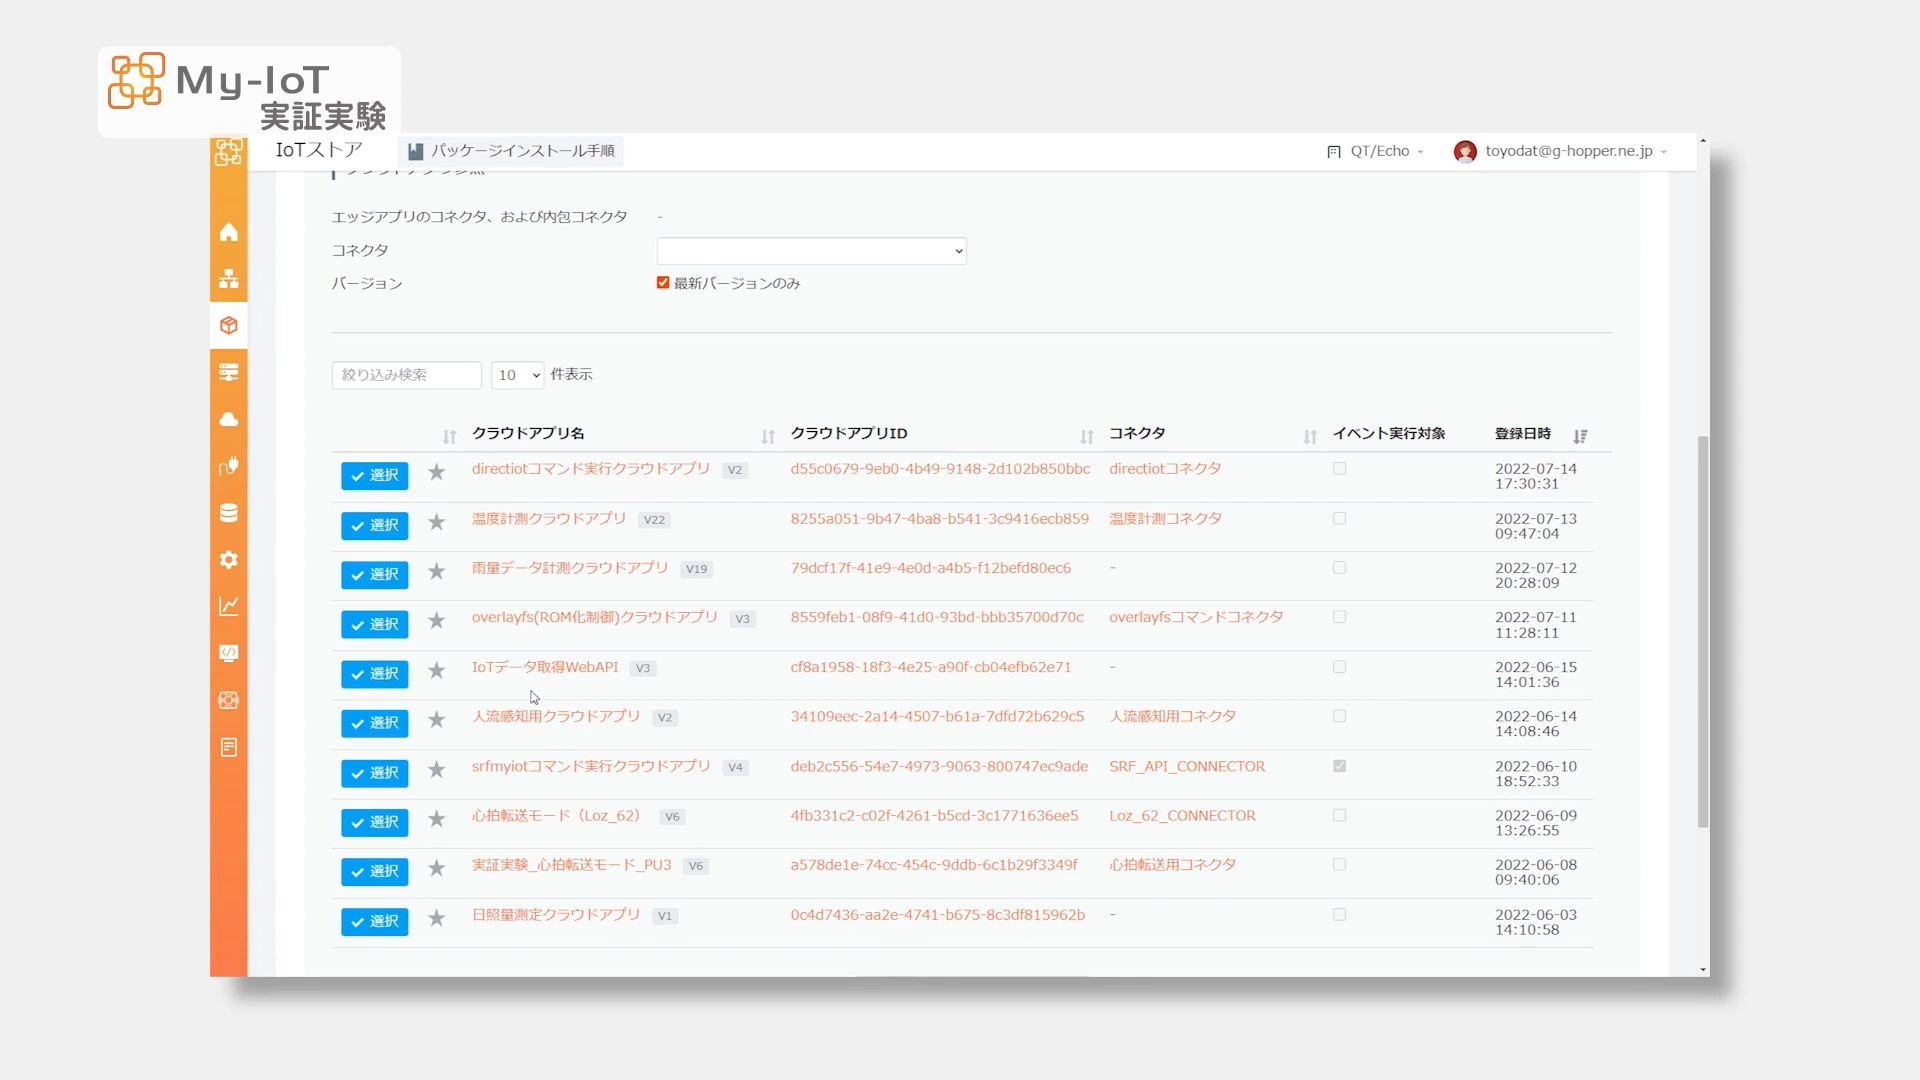 My-IoT
実証実験
IoTストア
パッケージインストール手順
QT/Echo
toyodat@g-hopper.ne.jp
エッジアプリのコネクタ、および内包コネクタ -
コネクタ
バージョン 最新バージョンのみ
絞り込み検索 10 件表示
クラウドアプリ名 クラウドアプリID コネクタ イベント実行対象 登録日時
選択 directiotコマンド実行クラウドアプリ V2 d55c0679-9eb0-4b49-9148-2d102b850bbc directiotコネクタ 2022-07-14
17:30:31
選択 温度計測クラウドアプリ V22 8255a051-9b47-4ba8-b541-3c9416ecb859 温度計測コネクタ 2022-07-13
09:47:04
選択 雨量データ計測クラウドアプリ V19 79dcf17f-41e9-4e0d-a4b5-f12befd80ec6 - 2022-07-12
20:28:09
選択 overlayfs(ROM化制御)クラウドアプリ V3 8559feb1-08f9-41d0-93bd-bbb35700d70c overlayfsコマンドコネクタ 2022-07-11
11:28:11
選択 IoTデータ取得WebAPI V3 cf8a1958-18f3-4e25-a90f-cb04efb62e71 - 2022-06-15
14:01:36
選択 人流感知用クラウドアプリ V2 34109eec-2a14-4507-b61a-7dfd72b629c5 人流感知用コネクタ 2022-06-14
14:08:46
選択 srfmyiotコマンド実行クラウドアプリ V4 deb2c556-54e7-4973-9063-800747ec9ade SRF_API_CONNECTOR 2022-06-10
18:52:33
選択 心拍転送モード（Loz_62） V6 4fb331c2-c02f-4261-b5cd-3c1771636ee5 Loz_62_CONNECTOR 2022-06-09
13:26:55
選択 実証実験_心拍転送モード_PU3 V6 a578de1e-74cc-454c-9ddb-6c1b29f3349f 心拍転送用コネクタ 2022-06-08
09:40:06
選択 日照量測定クラウドアプリ V1 0c4d7436-aa2e-4741-b675-8c3df815962b - 2022-06-03
14:10:58